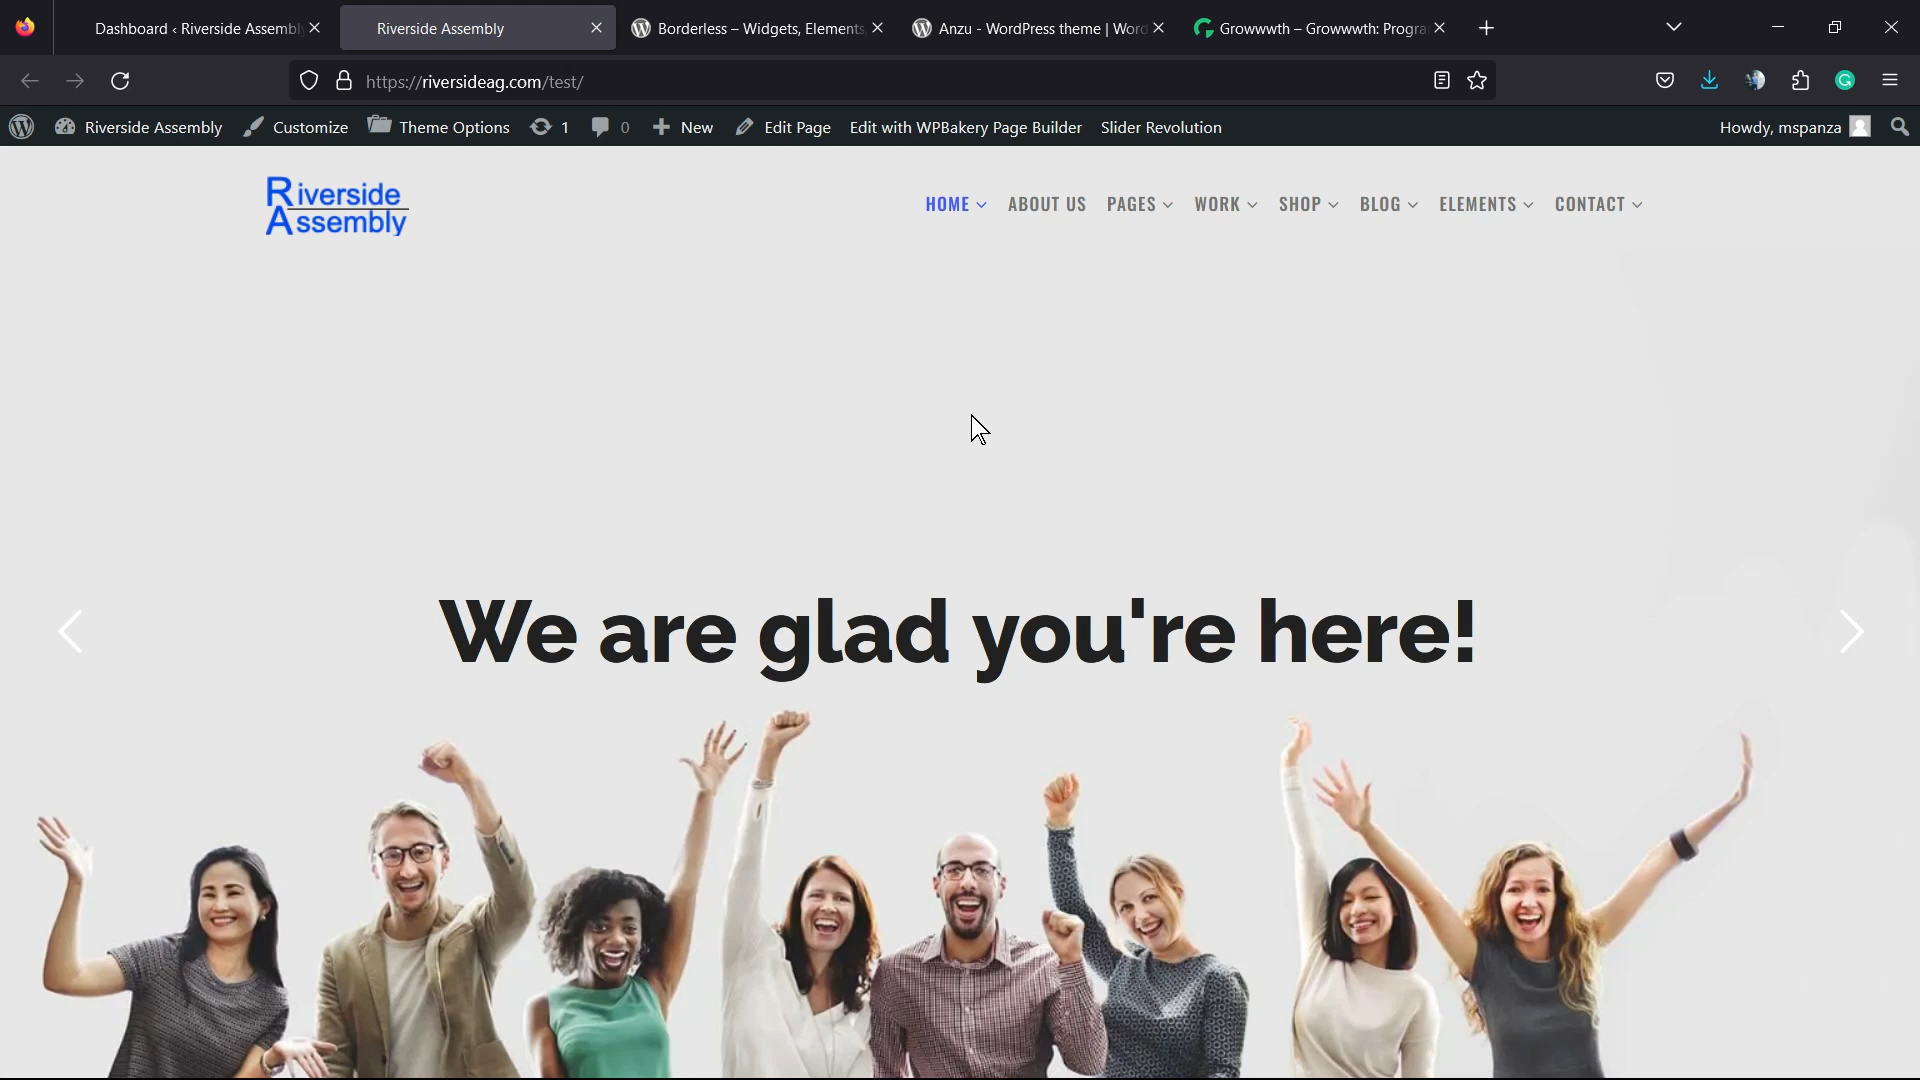 Dashboard ‹ Riverside Assembl
Riverside Assembly
Borderless – Widgets, Elements,
Anzu - WordPress theme | Word
Growwwth – Growwwth: Progra
https://riversideag.com/test/
Riverside Assembly
Customize
Theme Options
1
0
New
Edit Page
Edit with WPBakery Page Builder
Slider Revolution
Howdy, mspanza
Riverside
Assembly
HOME
ABOUT US
PAGES
WORK
SHOP
BLOG
ELEMENTS
CONTACT
We are glad you're here!